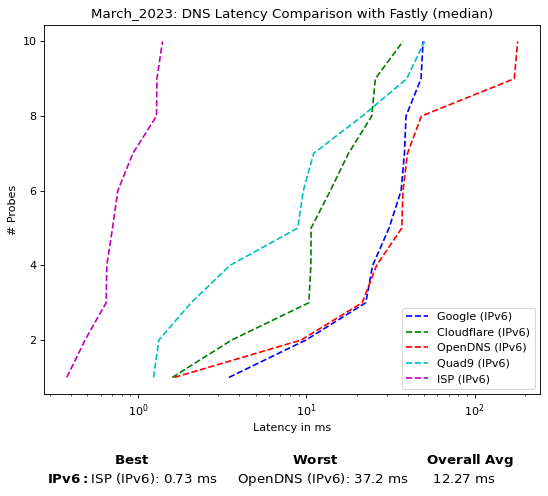 March_2023: DNS Latency Comparison with Fastly (median)
10
8
6
4
2
# Probes
10⁰
10¹
10²
Latency in ms
Google (IPv6)
Cloudflare (IPv6)
OpenDNS (IPv6)
Quad9 (IPv6)
ISP (IPv6)
Best Worst Overall Avg
IPv6: ISP (IPv6): 0.73 ms OpenDNS (IPv6): 37.2 ms 12.27 ms